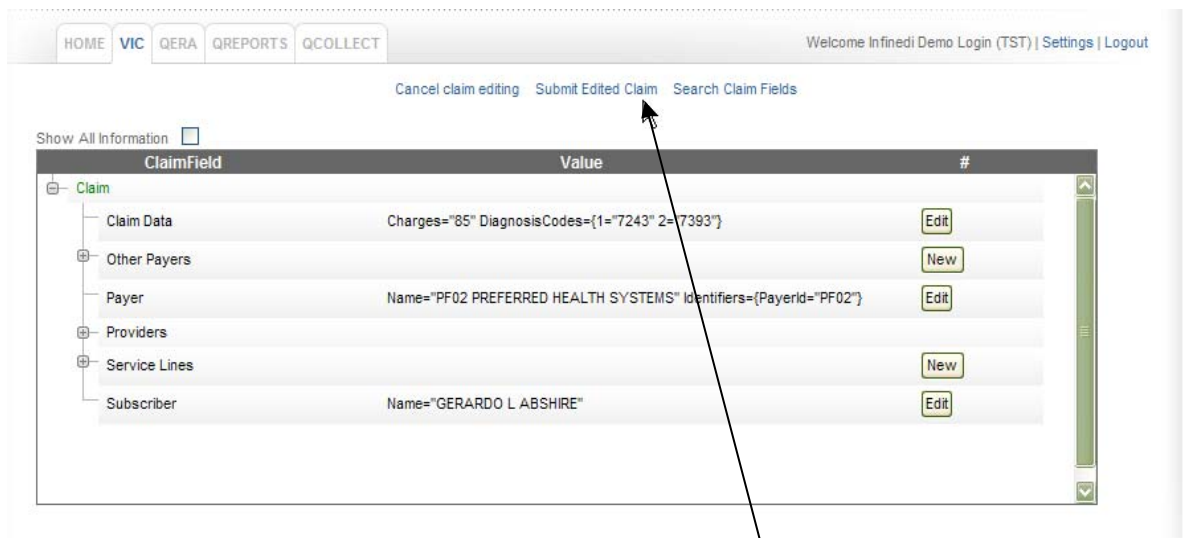 HOME VIC QERA QREPORTS QCOLLECT Welcome Infinedi Demo Login (TST) | Settings | Logout
Cancel claim editing Submit Edited Claim Search Claim Fields
Show All Information
ClaimField Value #
Claim
Claim Data Charges="85" DiagnosisCodes={1="7243" 2="7393"} Edit
Other Payers New
Payer Name="PF02 PREFERRED HEALTH SYSTEMS" Identifiers={PayerId="PF02"} Edit
Providers
Service Lines New
Subscriber Name="GERARDO L ABSHIRE" Edit